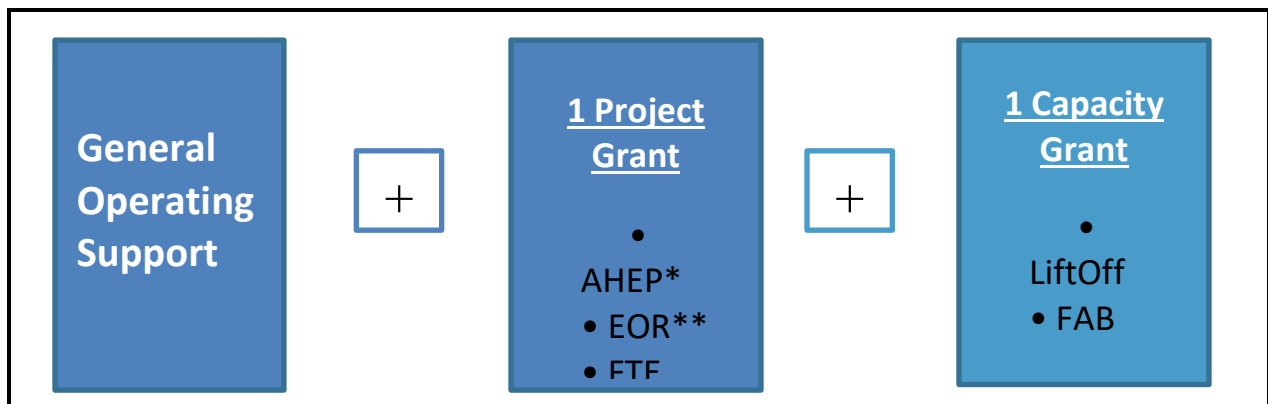 General
Operating
Support
+
1 Project
Grant
•
AHEP*
• EOR**
•
+
1 Capacity
Grant
•
LiftOff
• FAB